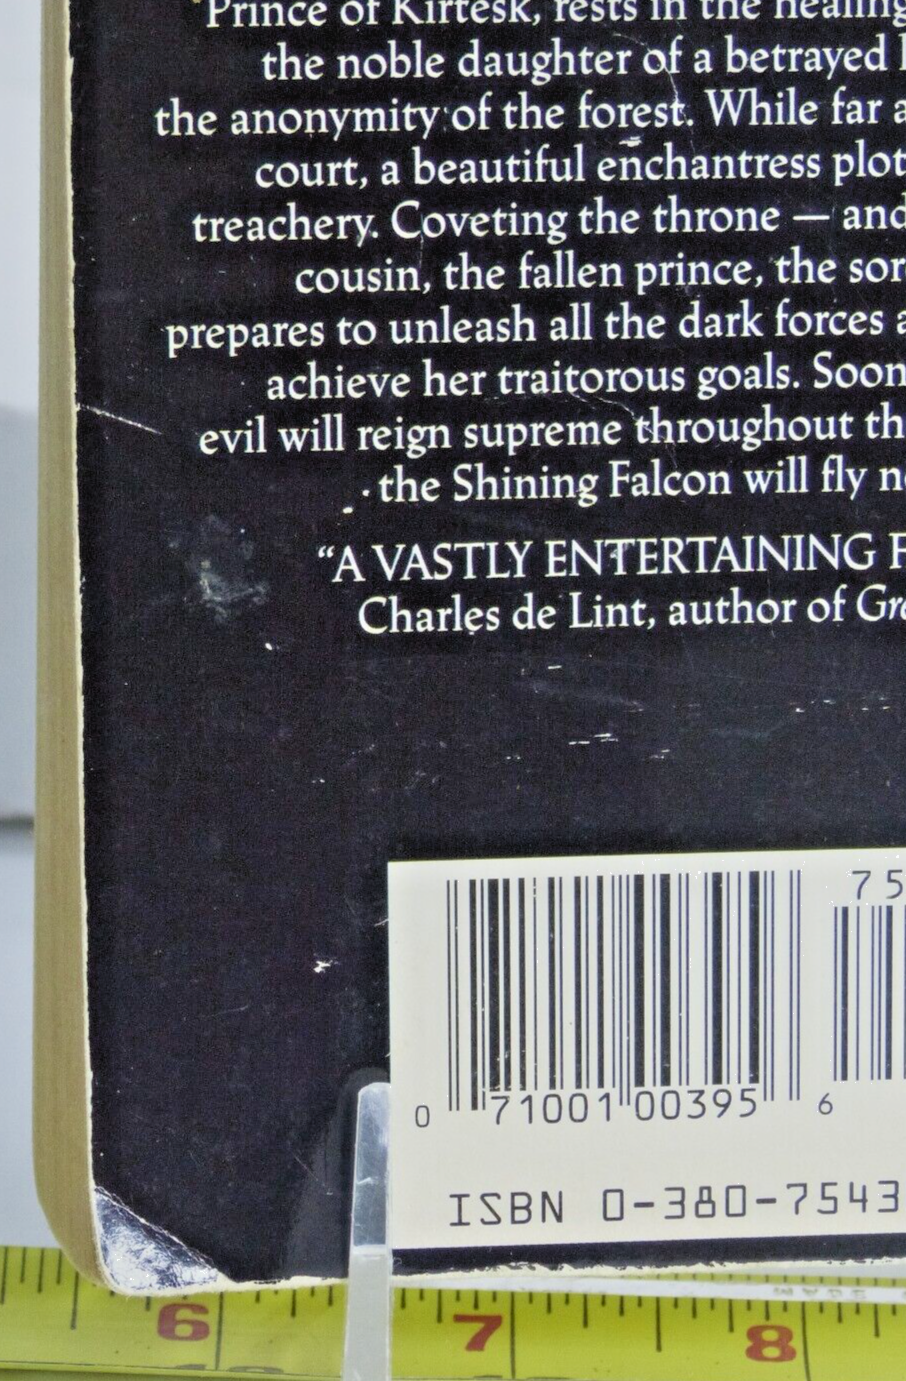 Prince of Kirtesk, rests in the healing
the noble daughter of a betrayed
the anonymity of the forest. While far
court, a beautiful enchantress plot
treachery. Coveting the throne — and
cousin, the fallen prince, the sor
prepares to unleash all the dark forces a
achieve her traitorous goals. Soon
evil will reign supreme throughout th
the Shining Falcon will fly n
“A VASTLY ENTERTAINING F
Charles de Lint, author of Gre
75
0 71001 00395 6
ISBN 0-380-7543
6 7 8